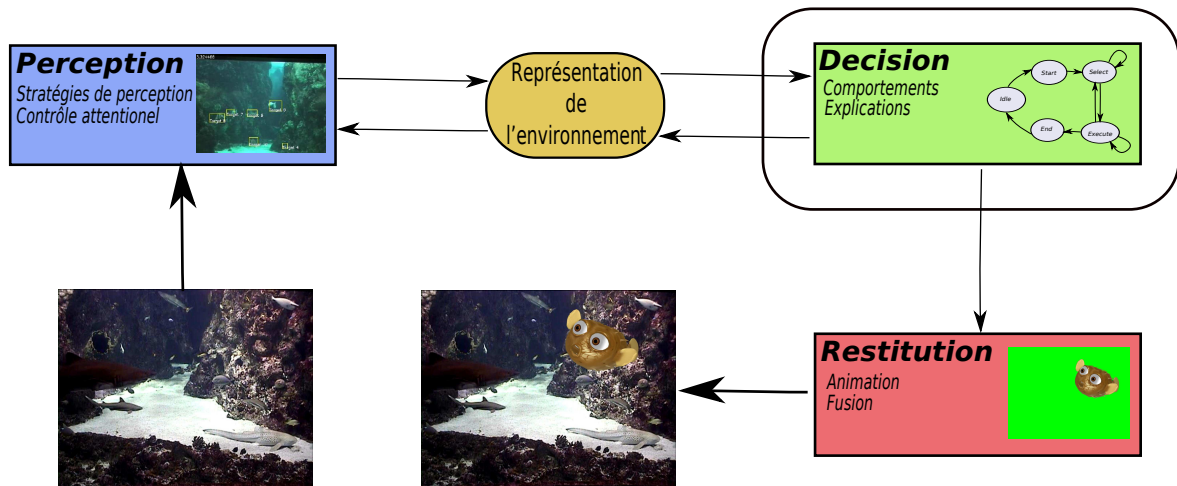 Perception
Stratégies de perception
Contrôle attentionel
Représentation
de
l'environnement
Decision
Comportements
Explications
Start
Select
Idle
End
Execute
Restitution
Animation
Fusion